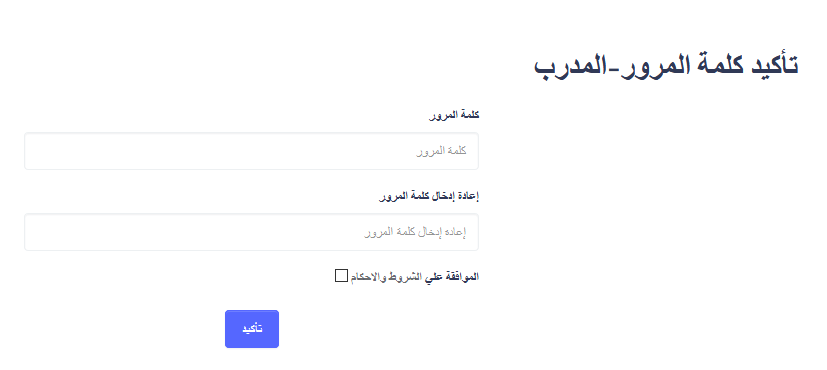 تأكيد كلمة المرور-المدرب
كلمة المرور
كلمة المرور
إعادة إدخال كلمة المرور
إعادة إدخال كلمة المرور
الموافقة علي الشروط والاحكام
تأكيد